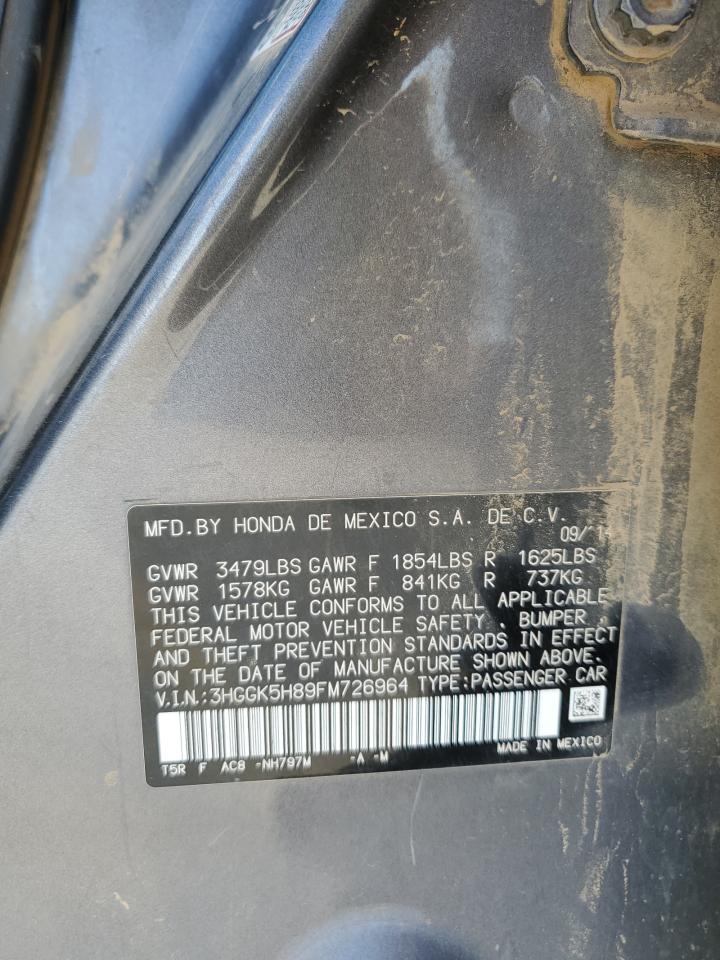 MFD.BY HONDA DE MEXICO S.A. DE C.V.
09/'14
GVWR 3479LBS GAWR F 1854LBS R 1625LBS
GVWR 1578KG GAWR F 841KG R 737KG
THIS VEHICLE CONFORMS TO ALL APPLICABLE
FEDERAL MOTOR VEHICLE SAFETY , BUMPER ,
AND THEFT PREVENTION STANDARDS IN EFFECT
ON THE DATE OF MANUFACTURE SHOWN ABOVE.
V.I.N.:3HGGK5H89FM726964 TYPE:PASSENGER CAR
T5R F AC8 -NH797M -A -M MADE IN MEXICO